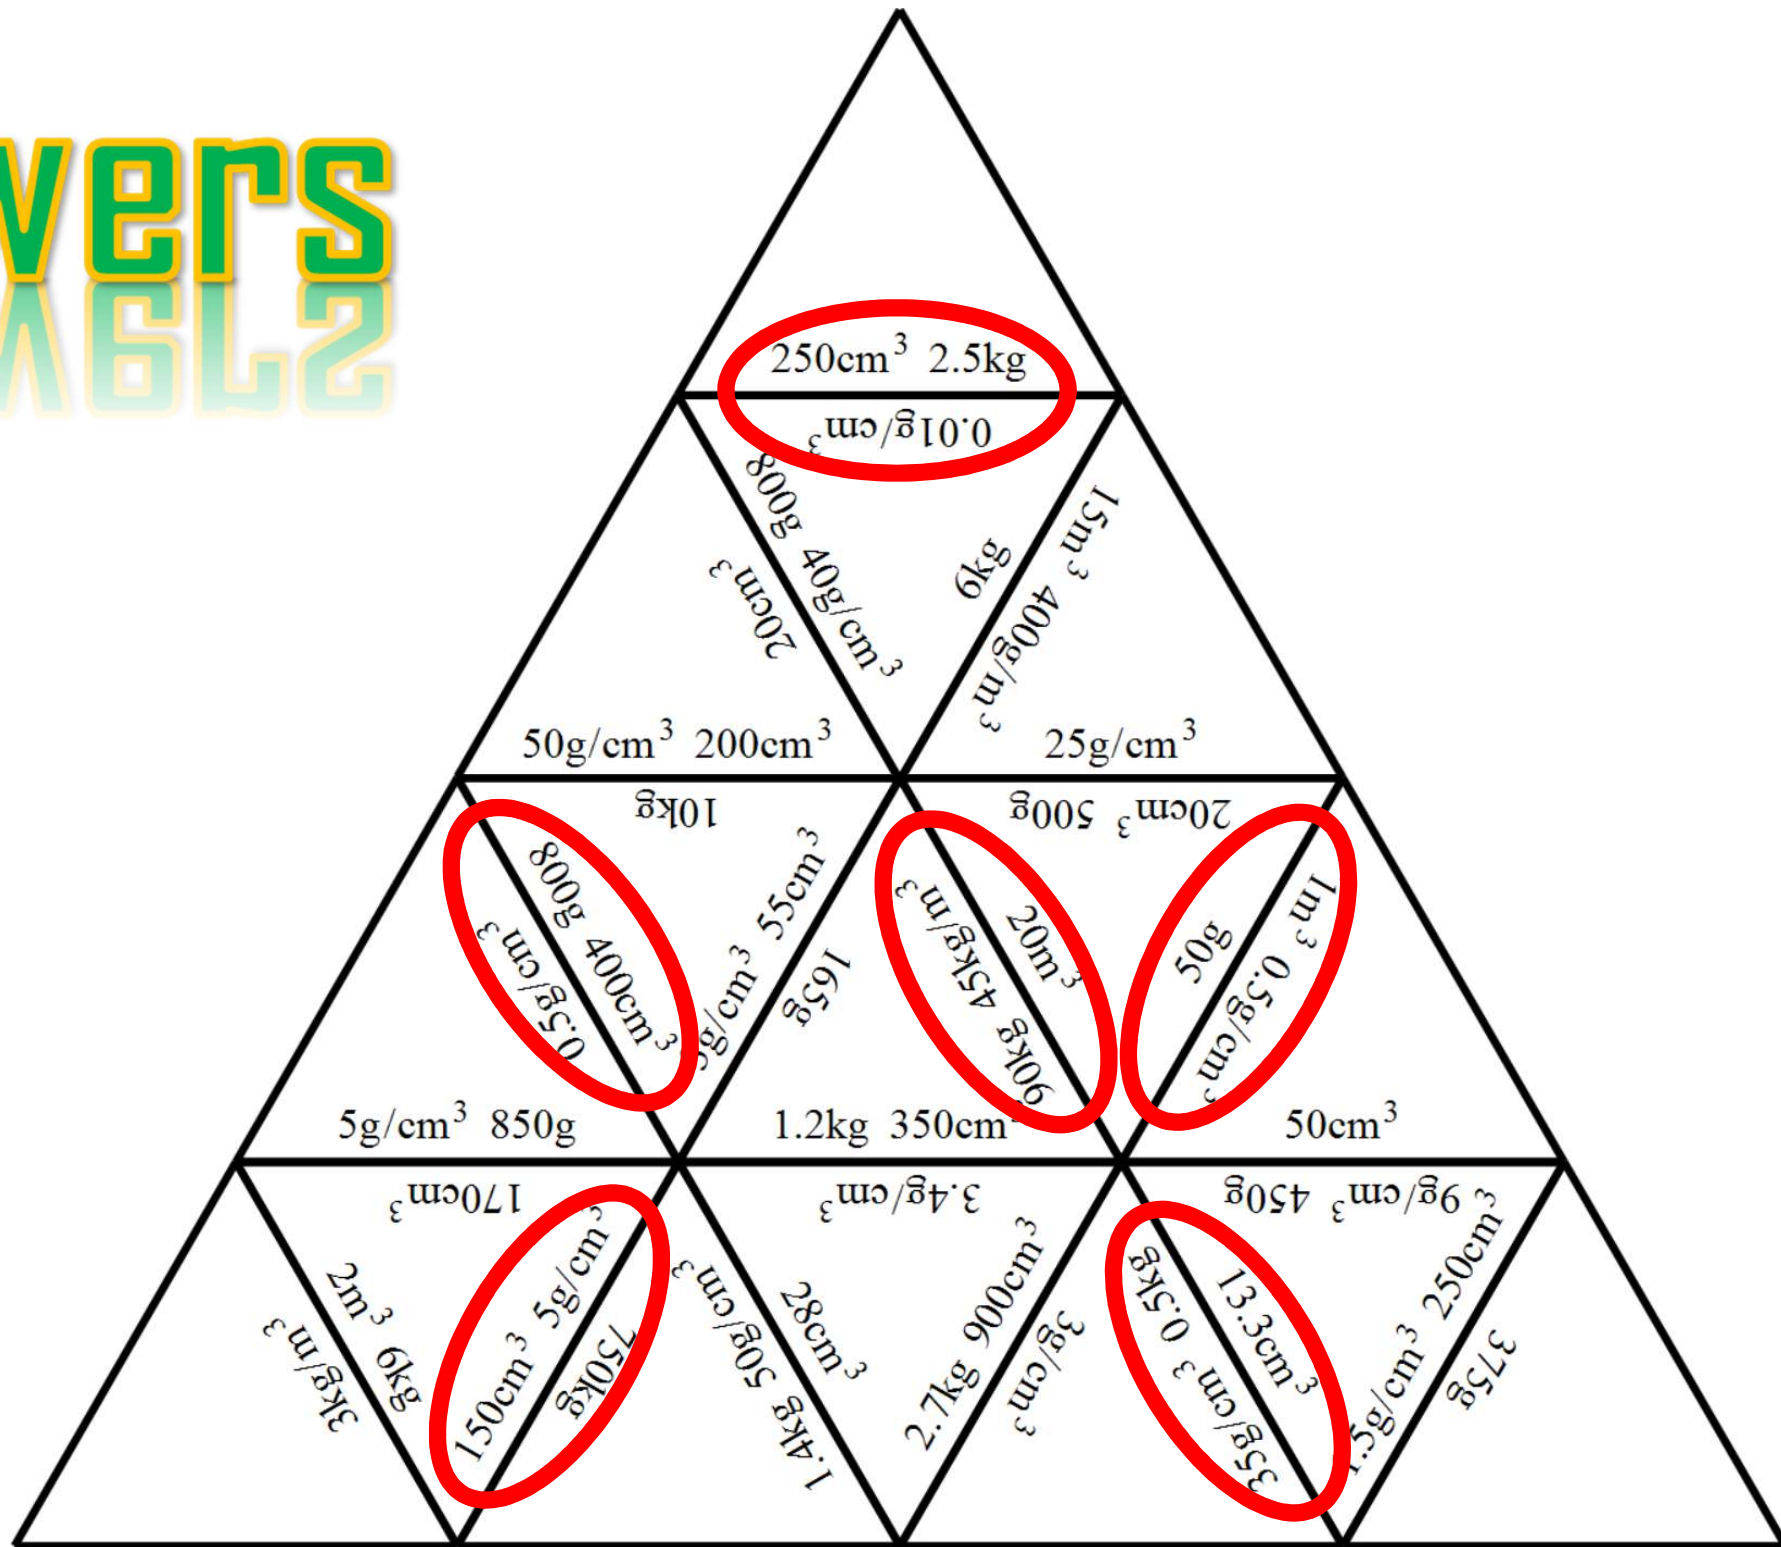 vers
250cm³ 2.5kg
0.01g/cm³
800g 40g/cm³
20cm³
6kg
15m³ 400g/m³
50g/cm³ 200cm³
10kg
25g/cm³
20cm³ 500g
800g 400cm³
0.5g/cm³
g/cm³ 55cm³
165g
20m³
90kg 45kg/m³
50g
1m³ 0.5g/cm³
5g/cm³ 850g
170cm³
1.2kg 350cm³
3.4g/cm³
50cm³
9g/cm³ 450g
2m³ 6kg
3kg/m³
150cm³ 5g/cm³
750kg
28cm³
1.4kg 50g/cm³
2.7kg 900cm³
3g/cm³
13.3cm³
35g/cm³ 0.5kg
.5g/cm³ 250cm³
375g